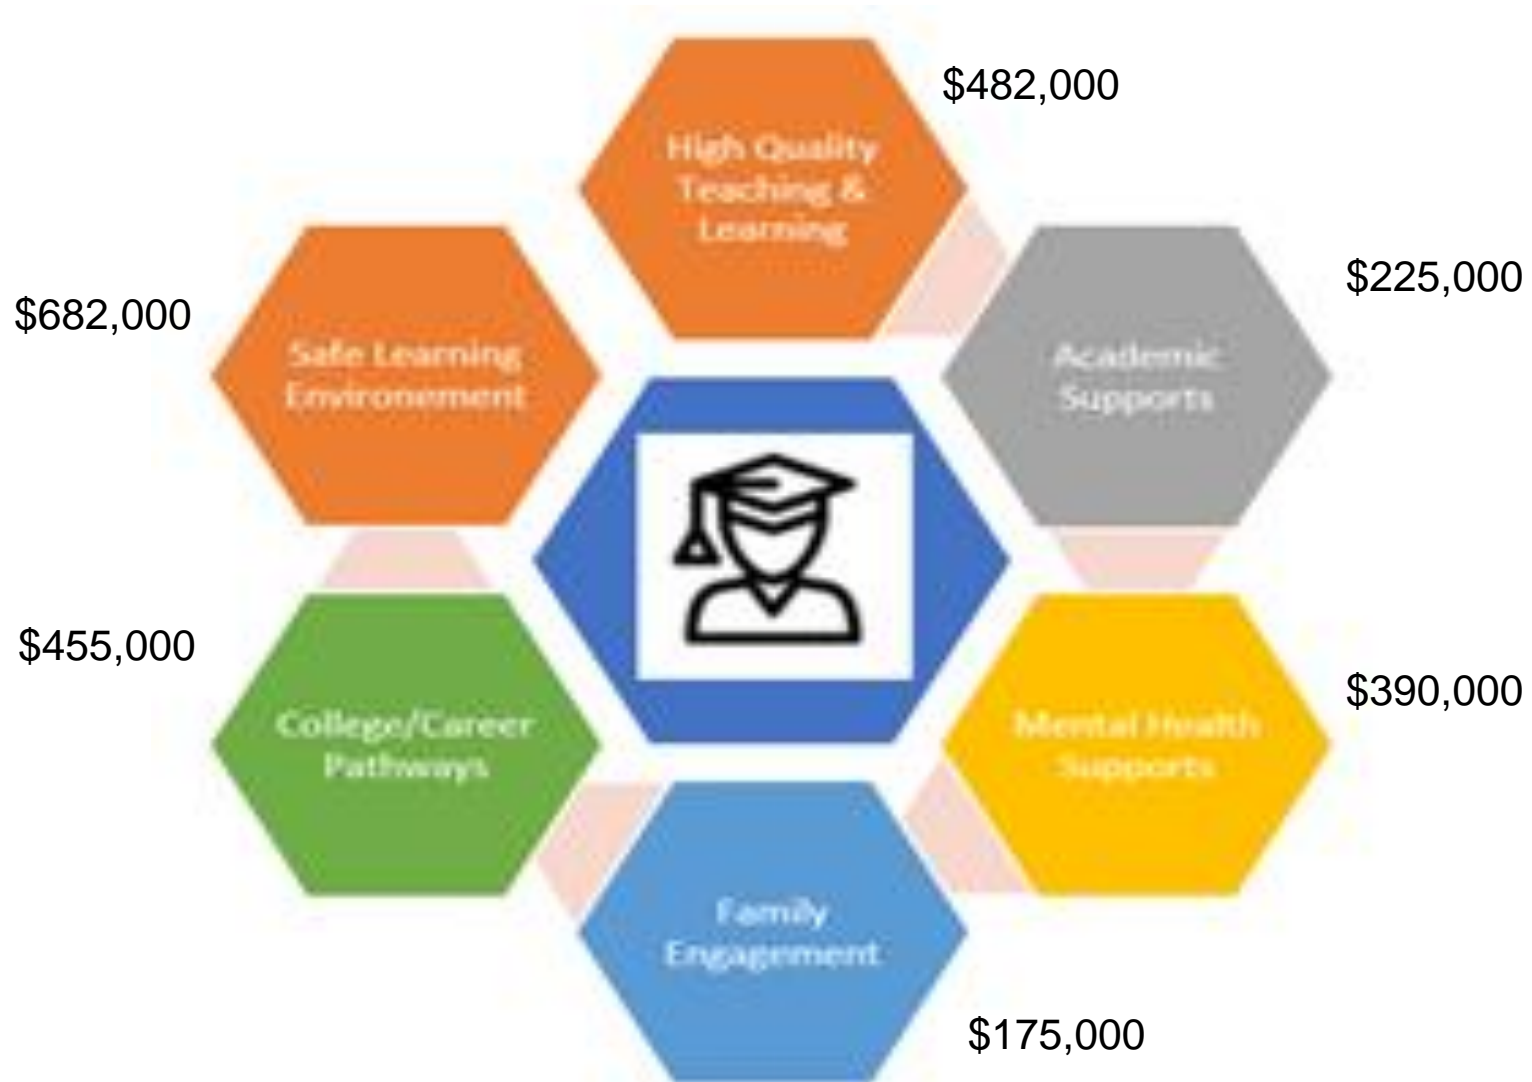 $482,000
High Quality
Teaching &
Learning
$225,000
Academic
Supports
$682,000
Safe Learning
Environement
$455,000
College/Career
Pathways
$390,000
Mental Health
Supports
Family
Engagement
$175,000